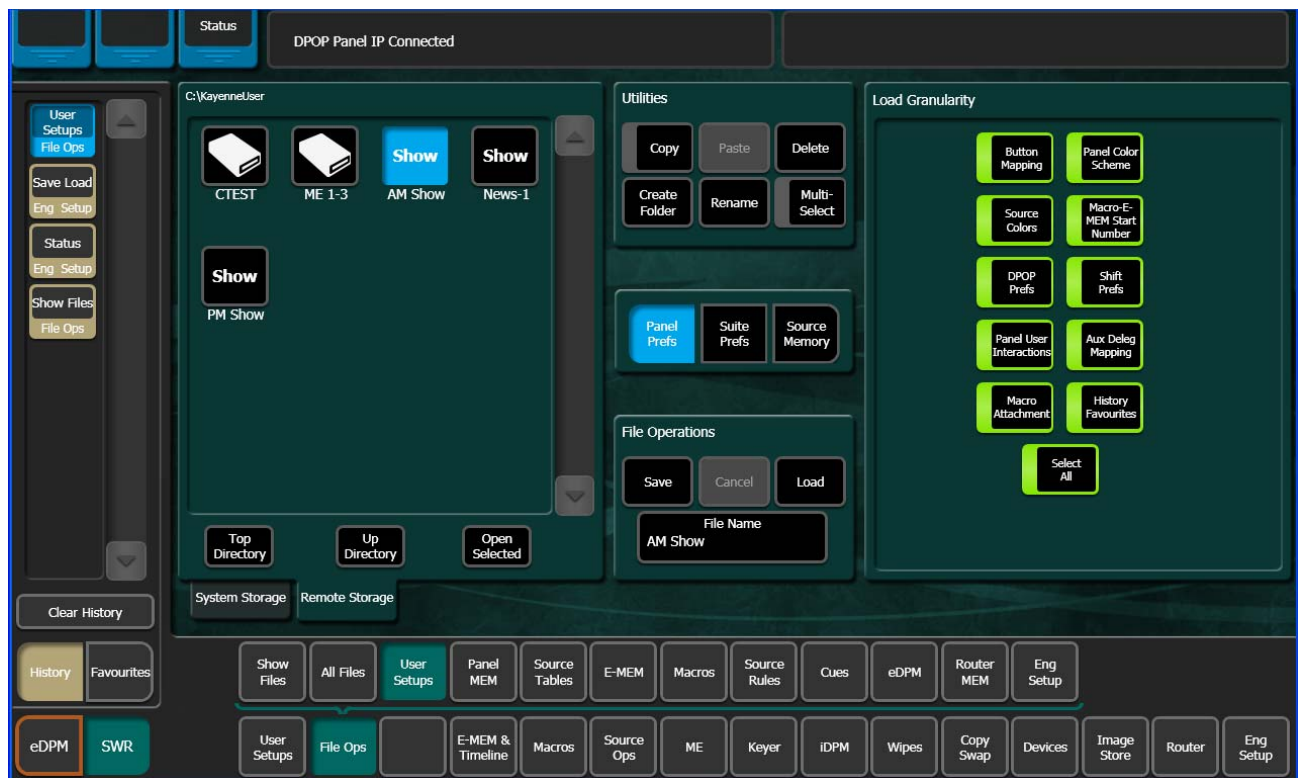 Status
DPOP Panel IP Connected
User
Setups
File Ops
Save Load
Eng Setup
Status
Eng Setup
Show Files
File Ops
Clear History
History
Favourites
C:\KayenneUser
CTEST
ME 1-3
Show
AM Show
Show
News-1
Show
PM Show
Top
Directory
Up
Directory
Open
Selected
System Storage
Remote Storage
Utilities
Copy
Paste
Delete
Create
Folder
Rename
Multi-
Select
Panel
Prefs
Suite
Prefs
Source
Memory
File Operations
Save
Cancel
Load
File Name
AM Show
Load Granularity
Button
Mapping
Panel Color
Scheme
Source
Colors
Macro-E-
MEM Start
Number
DPOP
Prefs
Shift
Prefs
Panel User
Interactions
Aux Deleg
Mapping
Macro
Attachment
History
Favourites
Select
All
Show
Files
All Files
User
Setups
Panel
MEM
Source
Tables
E-MEM
Macros
Source
Rules
Cues
eDPM
Router
MEM
Eng
Setup
eDPM
SWR
User
Setups
File Ops
E-MEM &
Timeline
Macros
Source
Ops
ME
Keyer
iDPM
Wipes
Copy
Swap
Devices
Image
Store
Router
Eng
Setup